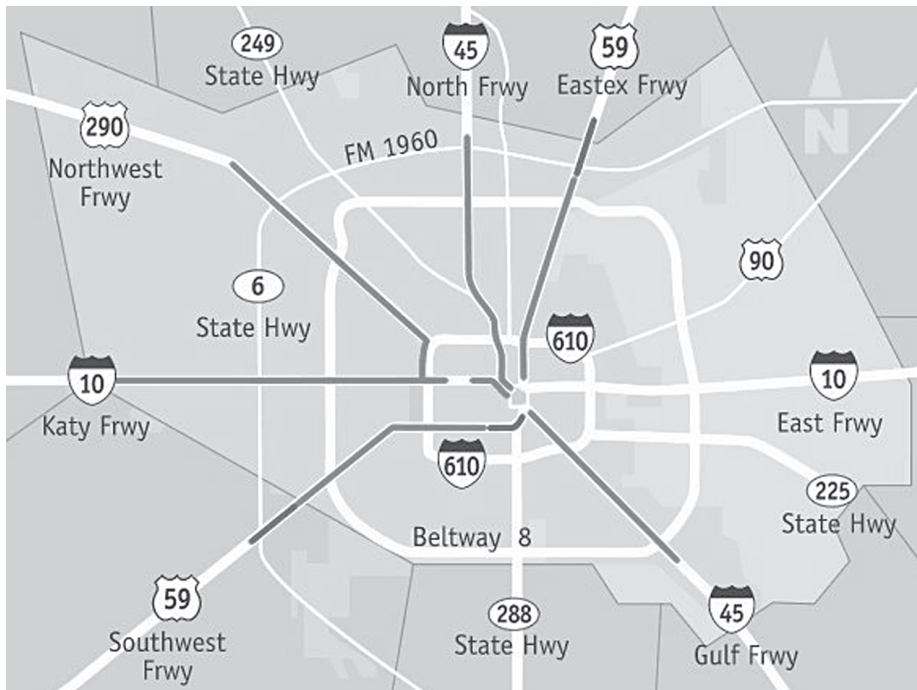 249
State Hwy
45
North Frwy
59
Eastex Frwy
290
Northwest
Frwy
FM 1960
N
6
State Hwy
90
610
10
Katy Frwy
10
East Frwy
610
225
State Hwy
Beltway 8
59
Southwest
Frwy
288
State Hwy
45
Gulf Frwy